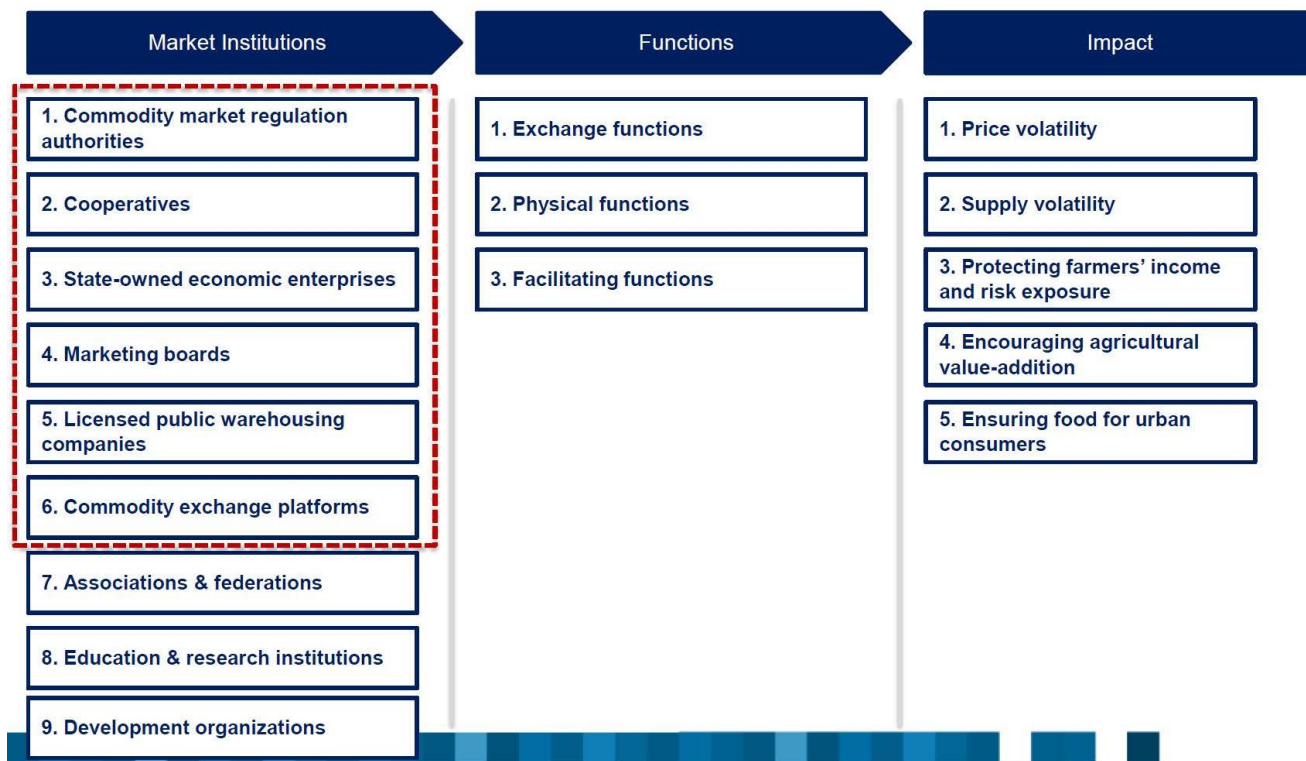 Market Institutions
Functions
Impact
1. Commodity market regulation
authorities
2. Cooperatives
3. State-owned economic enterprises
4. Marketing boards
5. Licensed public warehousing
companies
6. Commodity exchange platforms
7. Associations & federations
8. Education & research institutions
9. Development organizations
1. Exchange functions
2. Physical functions
3. Facilitating functions
1. Price volatility
2. Supply volatility
3. Protecting farmers’ income
and risk exposure
4. Encouraging agricultural
value-addition
5. Ensuring food for urban
consumers